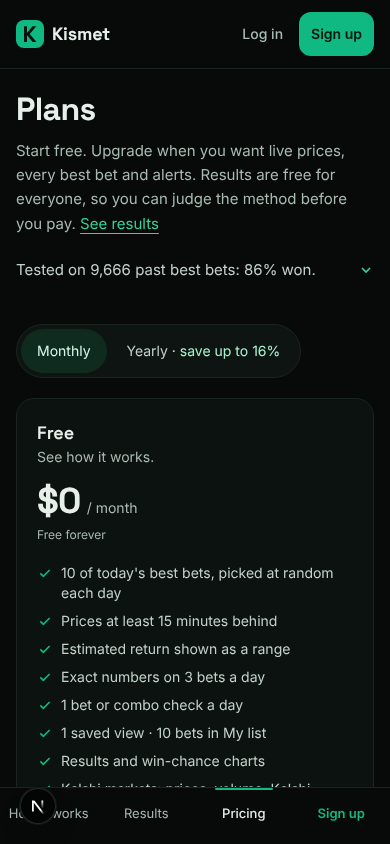 K Kismet Log in Sign up
Plans
Start free. Upgrade when you want live prices,
every best bet and alerts. Results are free for
everyone, so you can judge the method before
you pay. See results
Tested on 9,666 past best bets: 86% won.
Monthly Yearly · save up to 16%
Free
See how it works.
$0 / month
Free forever
10 of today's best bets, picked at random
each day
Prices at least 15 minutes behind
Estimated return shown as a range
Exact numbers on 3 bets a day
1 bet or combo check a day
1 saved view · 10 bets in My list
Results and win-chance charts
Kalshi markets: prices, volume, Kalshi
N works Results Pricing Sign up